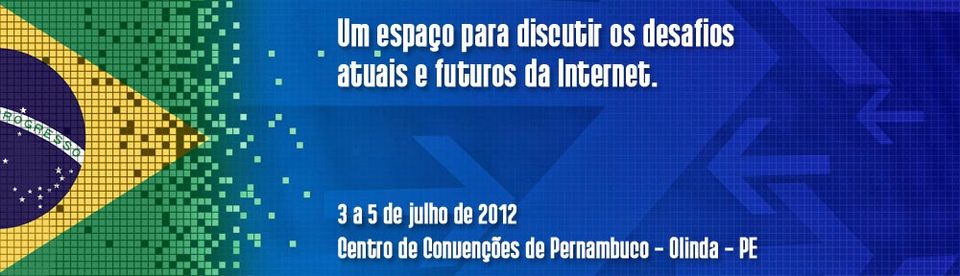 ROGRESSO
Um espaço para discutir os desafios
atuais e futuros da Internet.
3 a 5 de julho de 2012
Centro de Convenções de Pernambuco - Olinda - PE